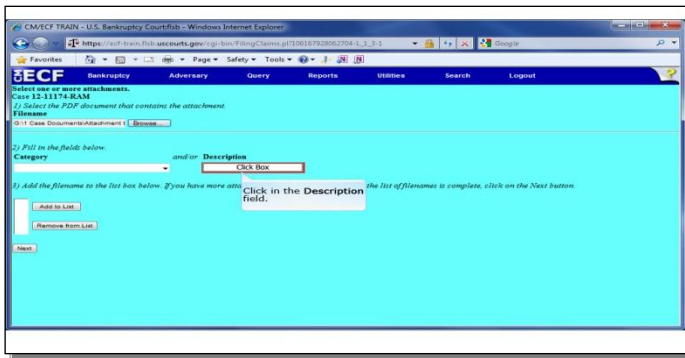 CM/ECF TRAIN - U.S. Bankruptcy Court:flsb - Windows Internet Explorer
https://ecf-train.flsb.uscourts.gov/cgi-bin/FilingClaims.pl?100167928062704-L_1_3-1
Google
Favorites Page Safety Tools
ECF Bankruptcy Adversary Query Reports Utilities Search Logout ?
Select one or more attachments.
Case 12-11174-RAM
1) Select the PDF document that contains the attachment.
Filename
G:\1 Case Documents\Attachment t Browse...
2) Fill in the fields below.
Category and/or Description
Click Box
3) Add the filename to the list box below. If you have more atta the list of filenames is complete, click on the Next button.
Click in the Description
field.
Add to List
Remove from List
Next